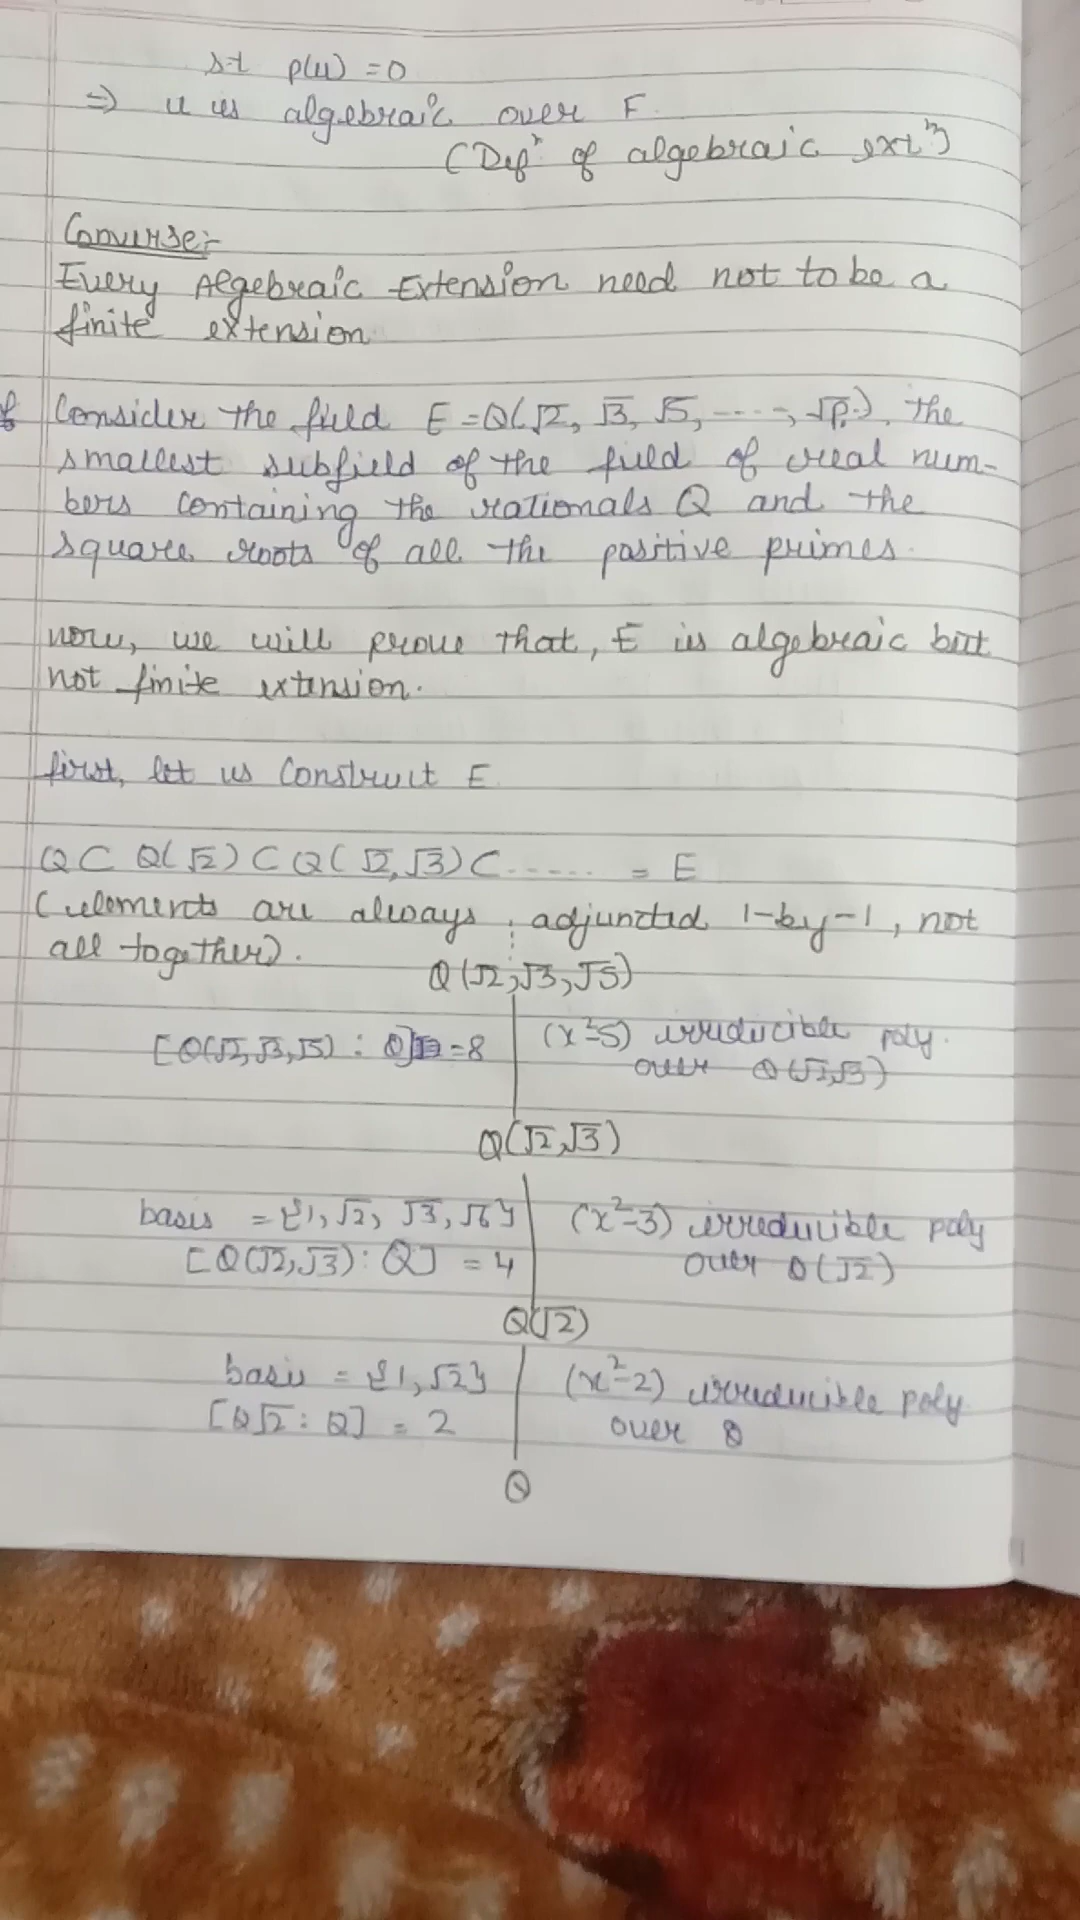 s.t p(u) = 0
⇒ u is algebraic over F.
(Defⁿ of algebraic extⁿ)
Converse:-
Every Algebraic Extension need not to be a
finite extension
Consider the field E = Q(√2, √3, √5, ----, √pᵢ). The
smallest subfield of the field of real num-
bers containing the rationals Q and the
square roots of all the positive primes.
now, we will prove that, E is algebraic but
not finite extension.
first, let us construct E.
Q ⊂ Q(√2) ⊂ Q(√2, √3) ⊂ ...... = E
(elements are always adjuncted 1-by-1, not
all together).
Q(√2, √3, √5)
[Q(√2, √3, √5) : Q] = 8 (x²-5) irreducible poly.
over Q(√2, √3)
Q(√2, √3)
basis = {1, √2, √3, √6} (x²-3) irreducible poly
[Q(√2, √3) : Q] = 4 over Q(√2)
Q(√2)
basis = {1, √2} (x²-2) irreducible poly
[Q√2 : Q] = 2 over Q
Q